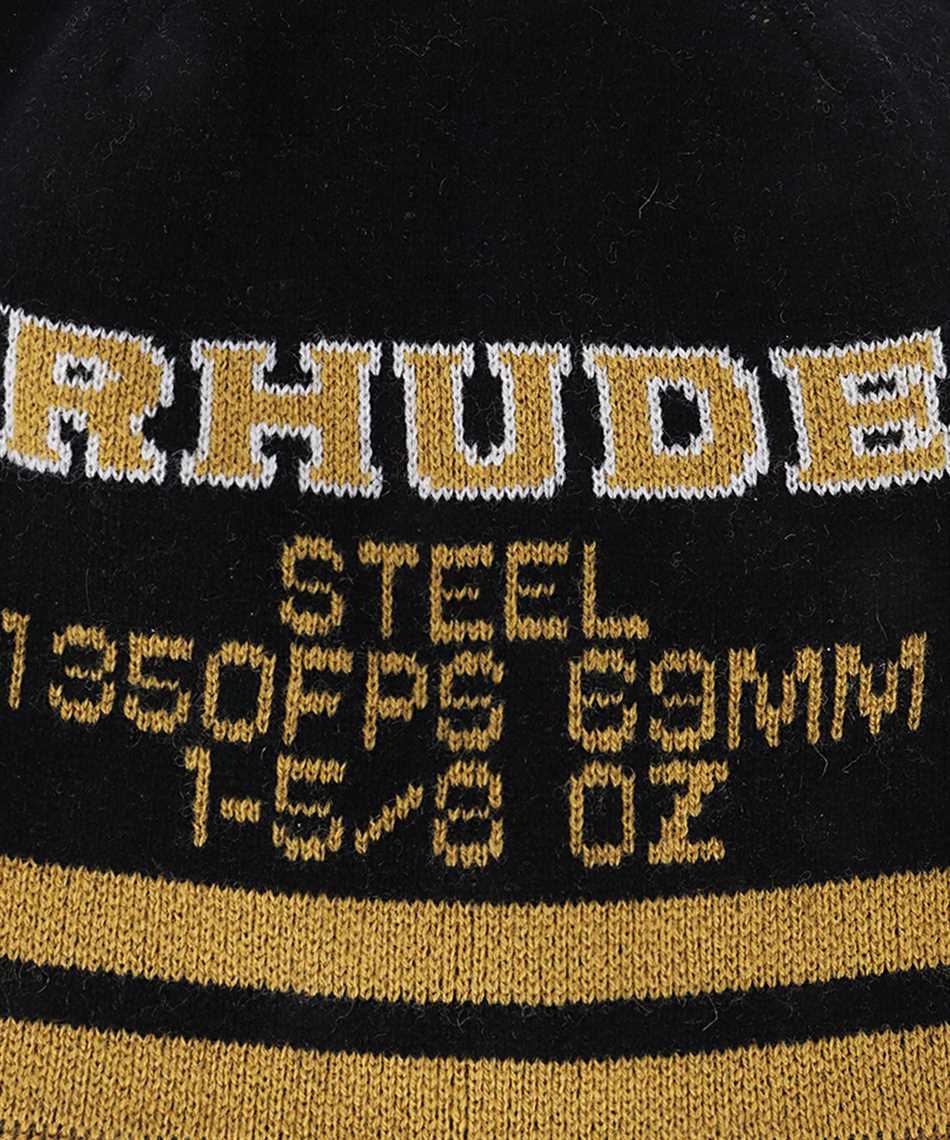 RHUDE
STEEL
1350FPS 69MM
1-5/8 OZ